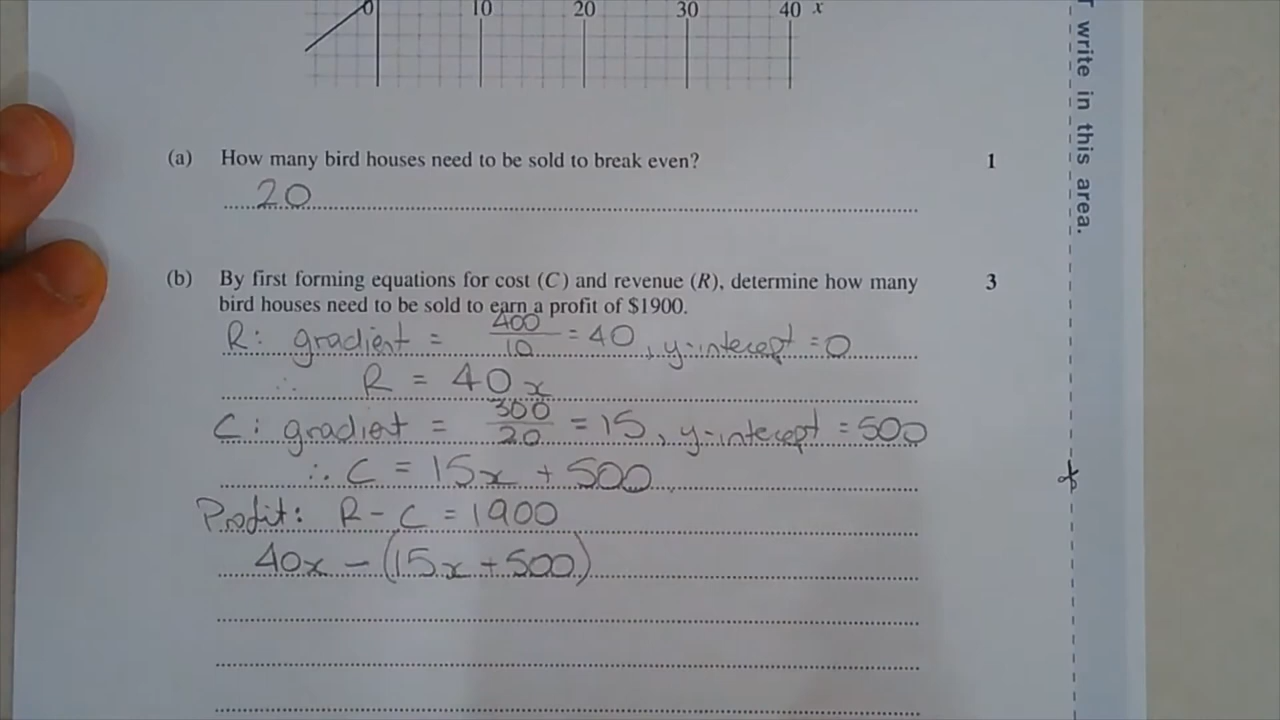 0 10 20 30 40 x
write in this area.
(a) How many bird houses need to be sold to break even? 1
20
(b) By first forming equations for cost (C) and revenue (R), determine how many 3
bird houses need to be sold to earn a profit of $1900.
R: gradient = 400/10 = 40, y-intercept = 0
∴ R = 40x
C: gradient = 300/20 = 15, y-intercept = 500
∴ C = 15x + 500
Profit: R - C = 1900
40x - (15x + 500)